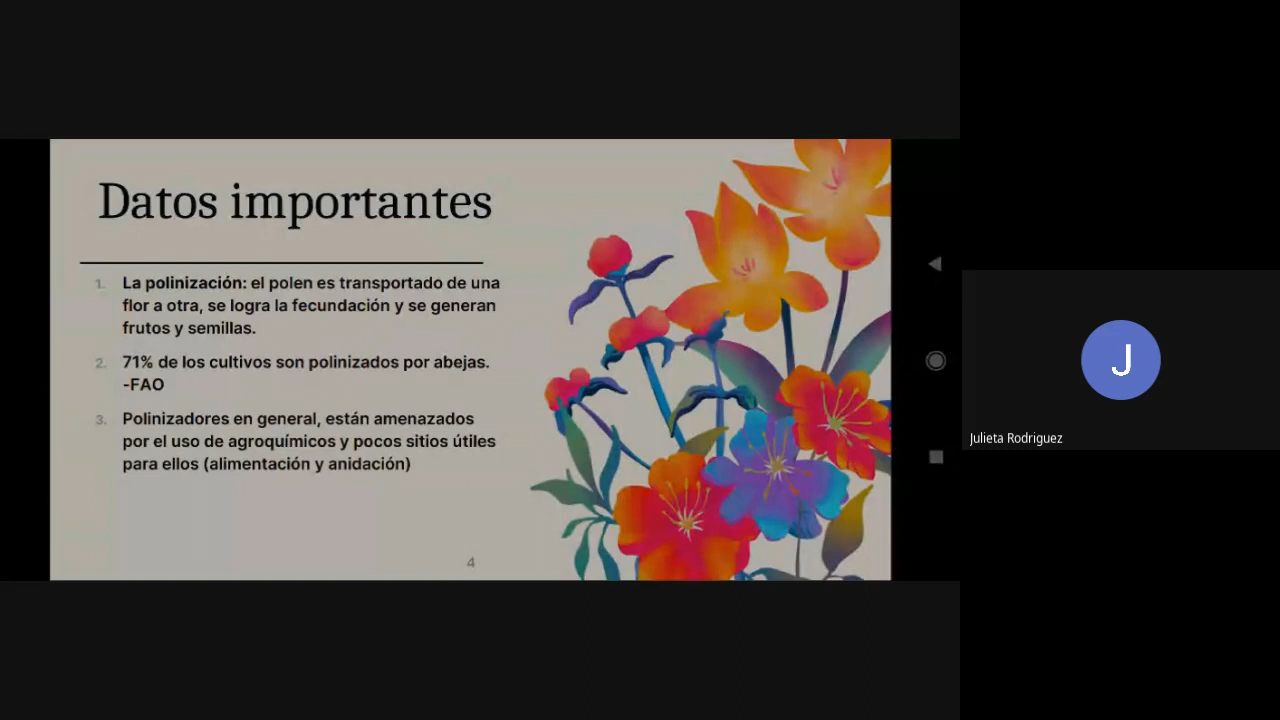 Datos importantes
1. La polinización: el polen es transportado de una
flor a otra, se logra la fecundación y se generan
frutos y semillas.
2. 71% de los cultivos son polinizados por abejas.
-FAO
3. Polinizadores en general, están amenazados
por el uso de agroquímicos y pocos sitios útiles
para ellos (alimentación y anidación)
4
J
Julieta Rodriguez